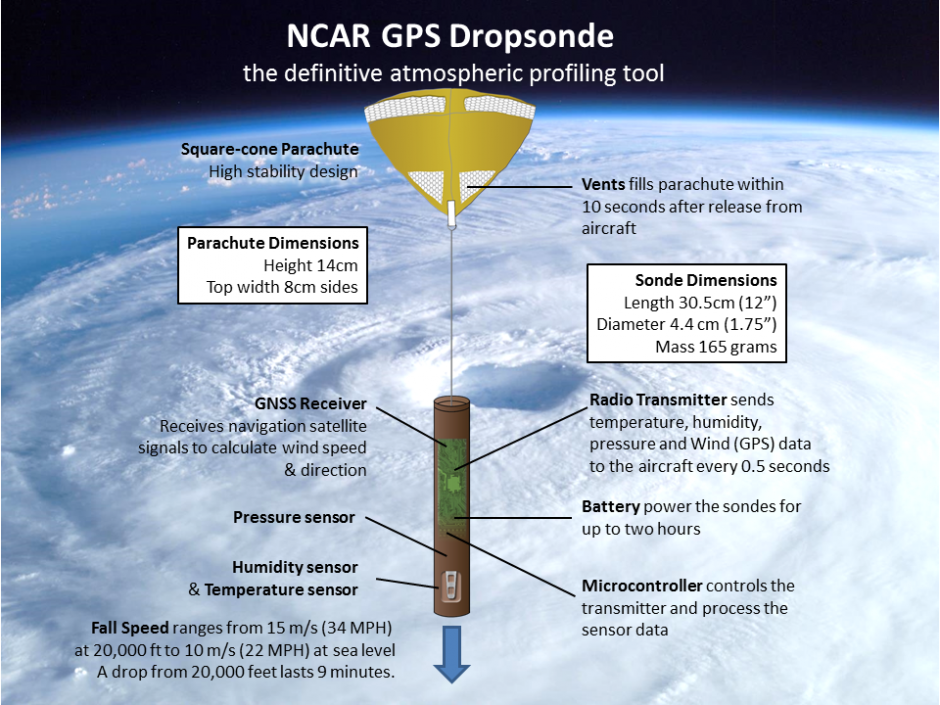 NCAR GPS Dropsonde
the definitive atmospheric profiling tool
Square-cone Parachute
High stability design
Vents fills parachute within
10 seconds after release from
aircraft
Parachute Dimensions
Height 14cm
Top width 8cm sides
Sonde Dimensions
Length 30.5cm (12”)
Diameter 4.4 cm (1.75”)
Mass 165 grams
GNSS Receiver
Receives navigation satellite
signals to calculate wind speed
& direction
Radio Transmitter sends
temperature, humidity,
pressure and Wind (GPS) data
to the aircraft every 0.5 seconds
Pressure sensor
Battery power the sondes for
up to two hours
Humidity sensor
& Temperature sensor
Microcontroller controls the
transmitter and process the
sensor data
Fall Speed ranges from 15 m/s (34 MPH)
at 20,000 ft to 10 m/s (22 MPH) at sea level
A drop from 20,000 feet lasts 9 minutes.